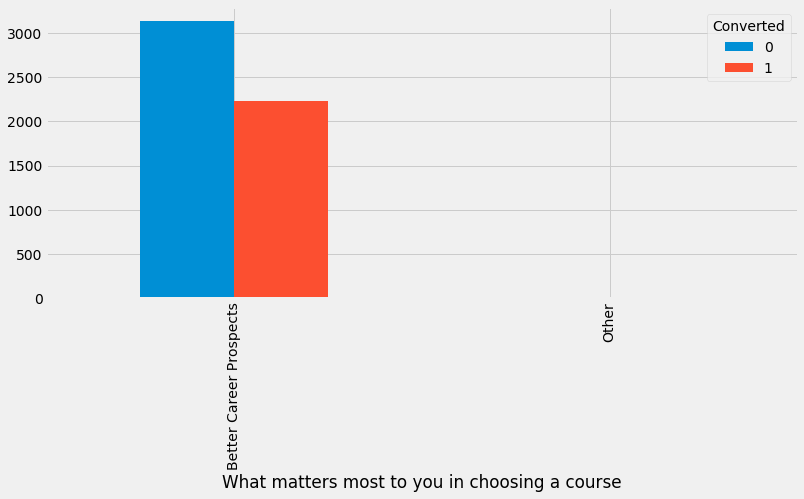 3000
2500
2000
1500
1000
500
0
Converted
0
1
Better Career Prospects
Other
What matters most to you in choosing a course